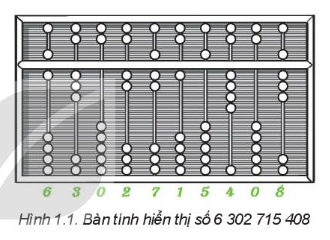 6 3 0 2 7 1 5 4 0 8
Hình 1.1. Bàn tính hiển thị số 6 302 715 408